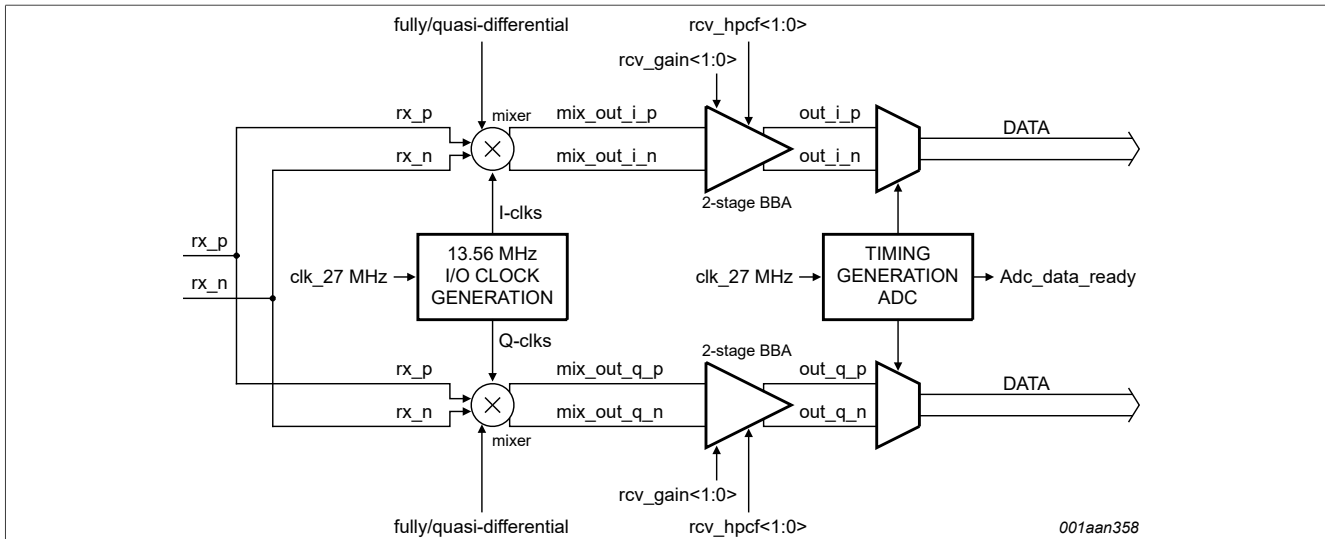 fully/quasi-differential
rcv_hpcf<1:0>
rcv_gain<1:0>
rx_p
mixer
mix_out_i_p
out_i_p
DATA
rx_n
mix_out_i_n
out_i_n
2-stage BBA
I-clks
rx_p
rx_n
clk_27 MHz
13.56 MHz
I/O CLOCK
GENERATION
clk_27 MHz
TIMING
GENERATION
ADC
Adc_data_ready
Q-clks
2-stage BBA
rx_p
mix_out_q_p
out_q_p
DATA
rx_n
mixer
mix_out_q_n
out_q_n
rcv_gain<1:0>
fully/quasi-differential
rcv_hpcf<1:0>
001aan358